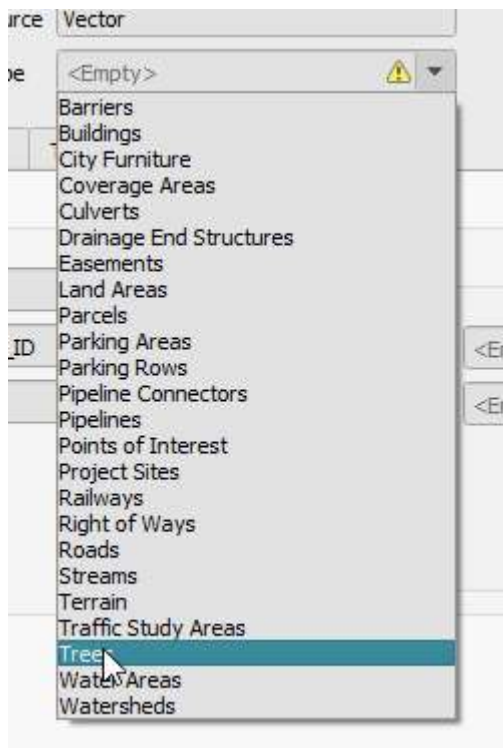 urce Vector
pe <Empty>
Barriers
Buildings
City Furniture
Coverage Areas
Culverts
Drainage End Structures
Easements
Land Areas
Parcels
_ID Parking Areas
Parking Rows
Pipeline Connectors
Pipelines
Points of Interest
Project Sites
Railways
Right of Ways
Roads
Streams
Terrain
Traffic Study Areas
Trees
Water Areas
Watersheds
<E
<E